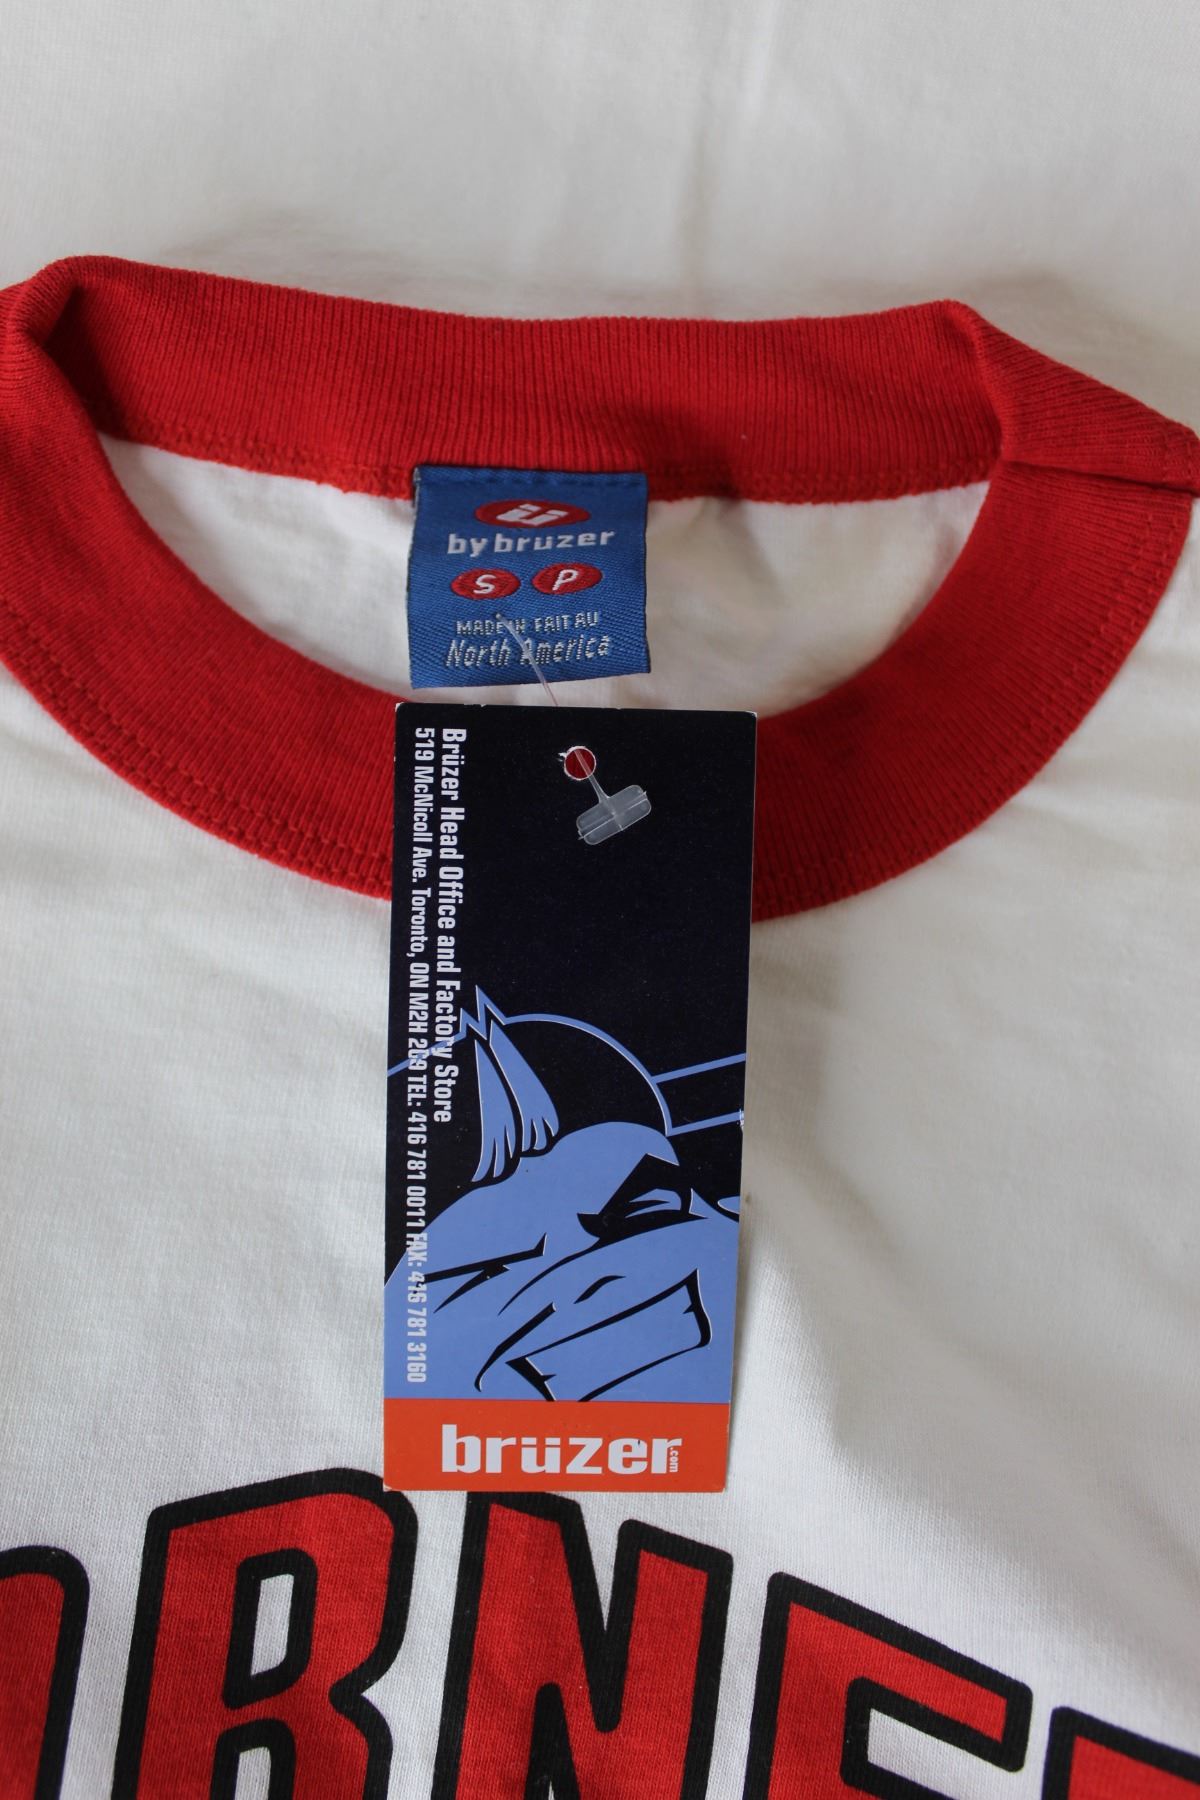 ü
by bruzer
S P
MADE IN FAIT AU
North America
Brüzer Head Office and Factory Store
519 McNicoll Ave. Toronto, ON M2H 2C9 TEL: 416 781 0011 FAX: 416 781 3160
brüzer.com
ORNE